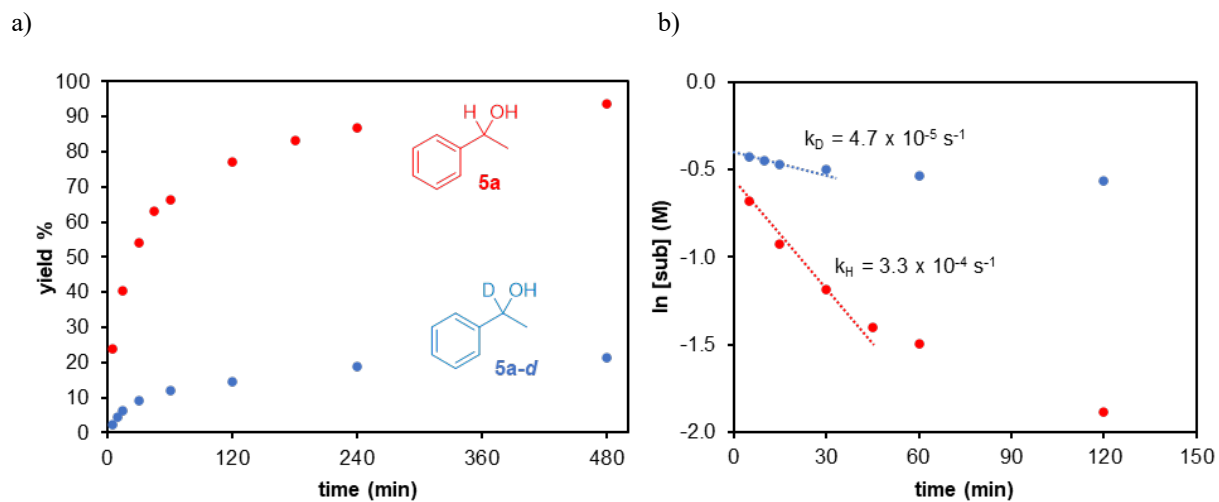 a)
b)
100
90
80
70
60
50
40
30
20
10
0
yield %
0
120
240
360
480
time (min)
H
OH
5a
D
OH
5a-d
0.0
-0.5
-1.0
-1.5
-2.0
ln [sub] (M)
0
30
60
90
120
150
time (min)
k_D = 4.7 x 10⁻⁵ s⁻¹
k_H = 3.3 x 10⁻⁴ s⁻¹